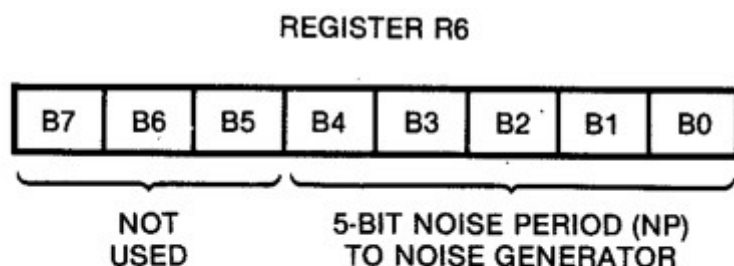 REGISTER R6
B7 B6 B5 B4 B3 B2 B1 B0
NOT
USED
5-BIT NOISE PERIOD (NP)
TO NOISE GENERATOR